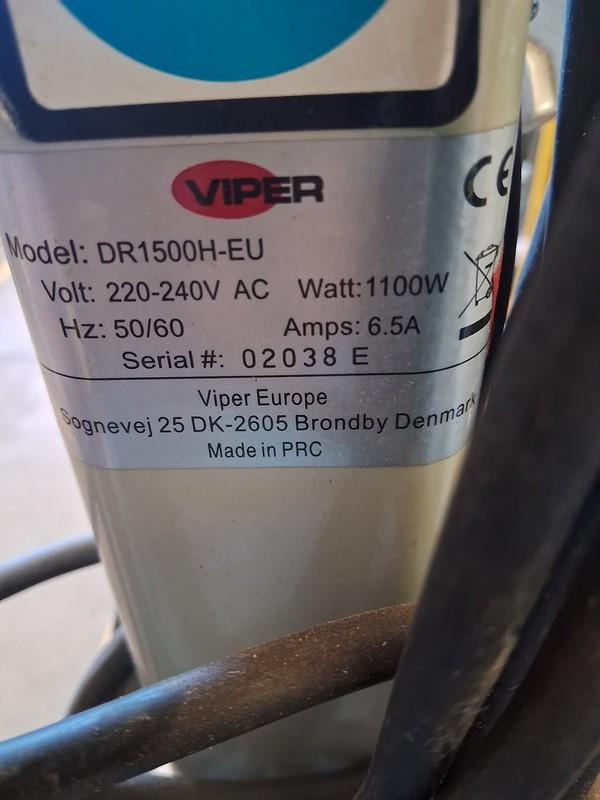 VIPER
CE
Model: DR1500H-EU
Volt: 220-240V AC Watt:1100W
Hz: 50/60 Amps: 6.5A
Serial #: 02038 E
Viper Europe
Sognevej 25 DK-2605 Brondby Denmark
Made in PRC